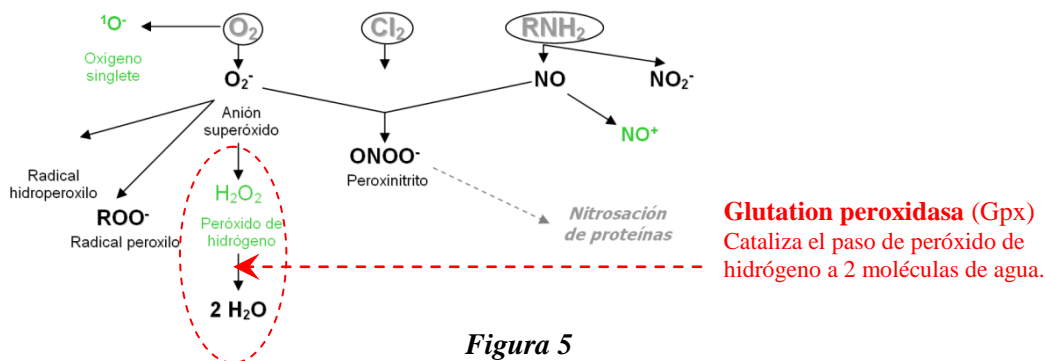 ¹O⁻
O₂
Cl₂
RNH₂
Oxigeno
singlete
O₂⁻
NO
NO₂⁻
Anión
superóxido
NO⁺
ONOO⁻
Peroxinitrito
Radical
hidroperoxilo
H₂O₂
ROO⁻
Radical peroxilo
Peróxido de
hidrógeno
Nitrosación
de proteínas
Glutation peroxidasa (Gpx)
Cataliza el paso de peróxido de
hidrógeno a 2 moléculas de agua.
2 H₂O
Figura 5